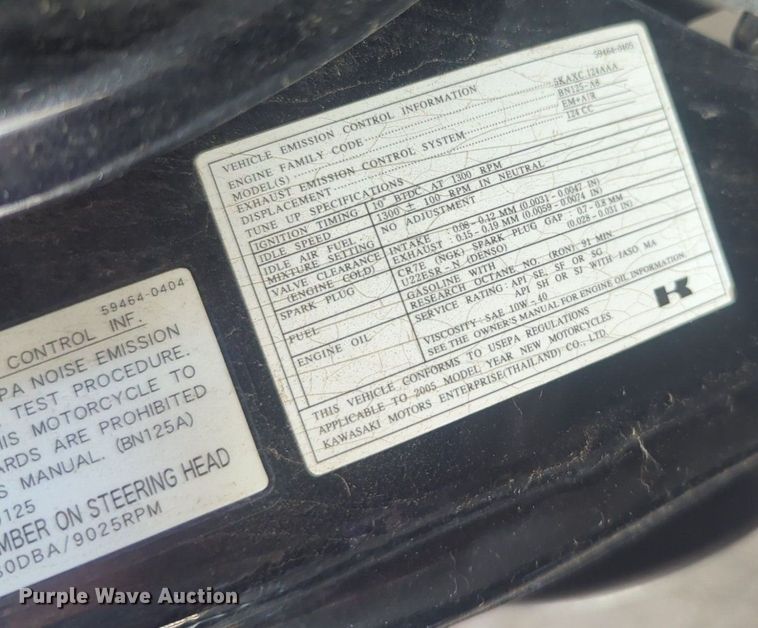 59464-0405
VEHICLE EMISSION CONTROL INFORMATION
ENGINE FAMILY CODE 5KAXC.124AAA
MODEL(S) BN125-A8
EXHAUST EMISSION CONTROL SYSTEM EM+AIR
DISPLACEMENT 124 CC
TUNE UP SPECIFICATIONS
IGNITION TIMING 10° BTDC AT 1300 RPM
IDLE SPEED 1300 ± 100 RPM IN NEUTRAL
IDLE AIR FUEL MIXTURE SETTING NO ADJUSTMENT
VALVE CLEARANCE INTAKE : 0.08-0.12 MM (0.0031-0.0047 IN)
(ENGINE COLD) EXHAUST : 0.15-0.19 MM (0.0059-0.0074 IN)
SPARK PLUG CR7E (NGK) SPARK PLUG GAP : 0.7-0.8 MM
U22ESR-N (DENSO) (0.028-0.031 IN)
FUEL GASOLINE WITH
RESEARCH OCTANE NO. (RON) 91 MIN.
ENGINE OIL SERVICE RATING: API SE, SF OR SG
API SH OR SJ WITH JASO MA
VISCOSITY: SAE 10W-40
SEE THE OWNER'S MANUAL FOR ENGINE OIL INFORMATION.
THIS VEHICLE CONFORMS TO USEPA REGULATIONS
APPLICABLE TO 2005 MODEL YEAR NEW MOTORCYCLES
KAWASAKI MOTORS ENTERPRISE(THAILAND) CO., LTD.
K
59464-0404
CONTROL INF.
PA NOISE EMISSION
TEST PROCEDURE.
HIS MOTORCYCLE TO
ARDS ARE PROHIBITED
S MANUAL. (BN125A)
125
MBER ON STEERING HEAD
0DBA/9025RPM
Purple Wave Auction